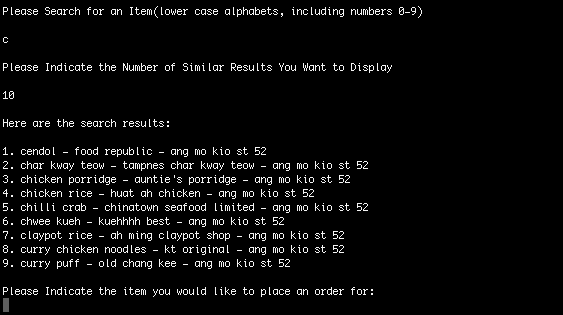 Please Search for an Item(lower case alphabets, including numbers 0-9)
c
Please Indicate the Number of Similar Results You Want to Display
10
Here are the search results:
1. cendol - food republic - ang mo kio st 52
2. char kway teow - tampnes char kway teow - ang mo kio st 52
3. chicken porridge - auntie's porridge - ang mo kio st 52
4. chicken rice - huat ah chicken - ang mo kio st 52
5. chilli crab - chinatown seafood limited - ang mo kio st 52
6. chwee kueh - kuehhhh best - ang mo kio st 52
7. claypot rice - ah ming claypot shop - ang mo kio st 52
8. curry chicken noodles - kt original - ang mo kio st 52
9. curry puff - old chang kee - ang mo kio st 52
Please Indicate the item you would like to place an order for: